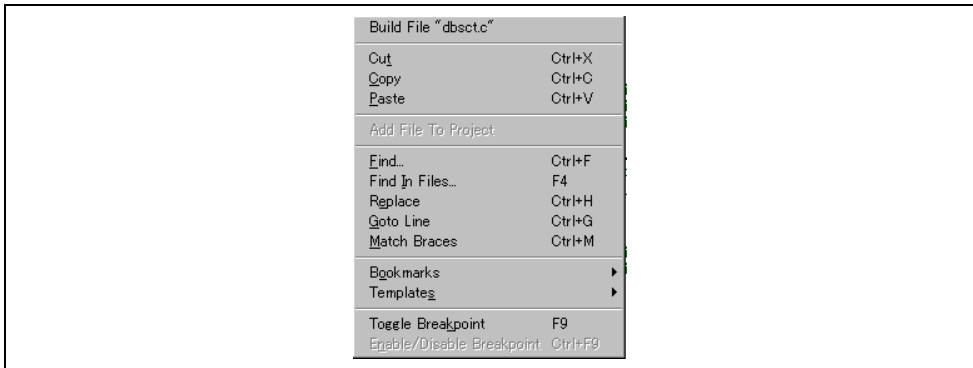 Build File "dbsct.c"
Cut Ctrl+X
Copy Ctrl+C
Paste Ctrl+V
Add File To Project
Find... Ctrl+F
Find In Files... F4
Replace Ctrl+H
Goto Line Ctrl+G
Match Braces Ctrl+M
Bookmarks
Templates
Toggle Breakpoint F9
Enable/Disable Breakpoint Ctrl+F9